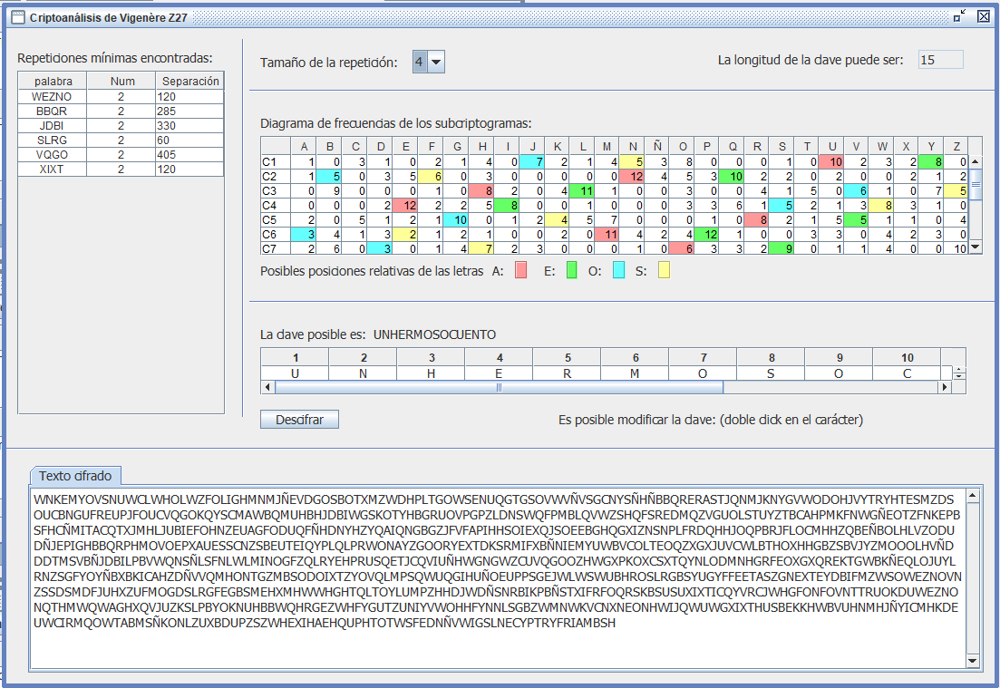 Criptoanálisis de Vigenère Z27
Repeticiones mínimas encontradas:
palabra Num Separación
WEZNO 2 120
BBQR 2 285
JDBI 2 330
SLRG 2 60
VQGO 2 405
XIXT 2 120
Tamaño de la repetición: 4 La longitud de la clave puede ser: 15
Diagrama de frecuencias de los subcriptogramas:
A B C D E F G H I J K L M N Ñ O P Q R S T U V W X Y Z
C1 1 0 3 1 0 2 1 4 0 7 2 1 4 5 3 8 0 0 0 1 0 10 2 3 2 8 0
C2 1 5 0 3 5 6 0 3 0 0 0 0 0 12 4 5 3 10 2 2 0 2 0 0 2 1 2
C3 0 9 0 0 0 1 0 8 2 0 4 11 1 0 0 3 0 0 4 1 5 0 6 1 0 7 5
C4 0 0 0 2 12 2 2 5 8 0 0 1 0 0 0 3 3 6 1 5 2 1 3 8 3 1 0
C5 2 0 5 1 2 1 10 0 1 2 4 5 7 0 0 0 1 0 8 2 1 5 5 1 1 0 4
C6 3 4 1 3 2 1 2 1 0 0 2 0 11 4 2 4 12 1 0 0 3 3 0 4 2 3 0
C7 2 6 0 3 0 1 4 7 2 3 0 0 0 1 0 6 3 3 2 9 0 1 1 4 0 0 10
Posibles posiciones relativas de las letras A: E: O: S:
La clave posible es: UNHERMOSOCUENTO
1 2 3 4 5 6 7 8 9 10
U N H E R M O S O C
Descifrar Es posible modificar la clave: (doble click en el carácter)
Texto cifrado
WNKEMYOVSNUWCLWHOLWZFOLIGHMNMJÑEVDGOSBOTXMZWDHPLTGOWSENUQGTGSOVWVÑVSGCNYSÑHÑBBQRERASTJQNMJKNYGVWODOHJVYTRYHTESMZDS
OUCBNGUFREUPJFOUCVQGOKQYSCMAWBQMUHBHJDBIWGSKOTYHBGRUOVPGPZLDNSWQFPMBLQVWZSHQFSREDMQZVGUOLSTUYZTBCAHPMKFNWGÑEOTZFNKEPB
SFHCÑMITACQTXJMHLJUBIEFQHNZEUAGFODUQFÑHDNYHZYQAIQNGBGZJFVFAPIHHSOIEXQJSOEEBGHQGXIZNSNPLFRDQHHJOQPBRJFLOCMHHZQBEÑBOLHLVZODU
DÑJEPIGHBBQRPHMOVOEPXAUESSCNZSBEUTEIQYPLQLPRWONAYZGOORYEXTDKSRMIFXBÑNIEMYUWBVCOLTEOQZXGXJUVCWLBTHOXHHGBZSBVJYZMOOOLHVÑD
DDTMSVBÑJDBILPBVWQNSÑLSFNLWLMINOGFZQLRYEHPRUSQETJCQVIUÑHWGNGWZCUVQGOOZHWGXPKOXCSXTQYNLODMNHGRFEOXGXQREKTGWBKÑEQLOJUYL
RNZSGFYOYÑBXBKICAHZDÑVVQMHONTGZMBSODOIXTZYOVQLMPSQWUQGIHUÑOEUPPSGEJWLWSWUBHROSLRGBSYUGYFFEETASZGNEXTEYDBIFMZWSOWEZNOVN
ZSSDSMDFJUHXZUFMOGDSLRGFEGBSMEHXMHWWHGHTQLTOYLUMPZHHDJWDÑSNRBIKPBÑSTXIFRFOQRSKBSUSUXIXTICQYVRCJWHGFONFOVNTTRUOKDUWEZNO
NQTHMWQWAGHXQVJUZKSLPBYOKNUHBBWQHRGEZWHFYGUTZUNIYVWOHHFYNNLSGBZWMNWKVCNXNEONHWIJQWUWGXIXTHUSBEKKHWBVUHNMHJÑYICMHKDE
UWCIRMQOWTABMSÑKONLZUXBDUPZSZWHEXIHAEHQUPHTOTWSFEDNÑVWIGSLNECYPTRYFRIAMBSH